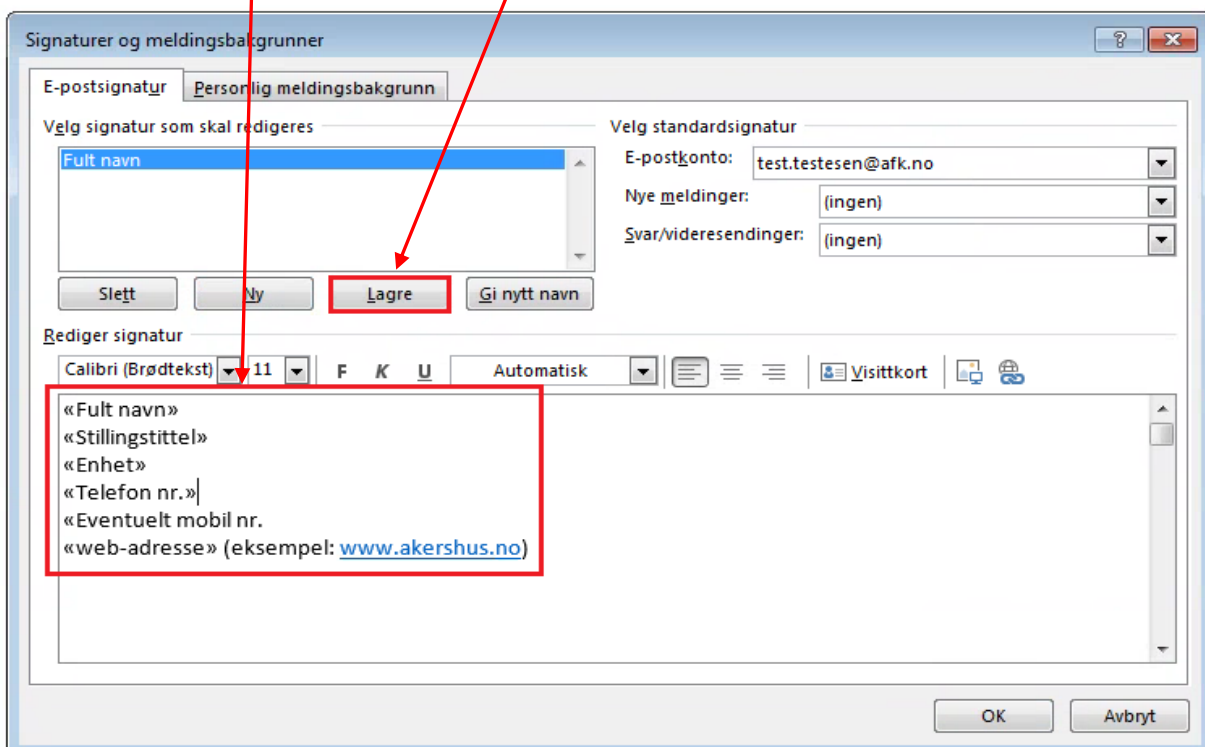 Signaturer og meldingsbakgrunner
E-postsignatur
Personlig meldingsbakgrunn
Velg signatur som skal redigeres
Fult navn
Slett
Ny
Lagre
Gi nytt navn
Velg standardsignatur
E-postkonto: test.testesen@afk.no
Nye meldinger: (ingen)
Svar/videresendinger: (ingen)
Rediger signatur
Calibri (Brødtekst) 11 F K U Automatisk Visittkort
«Fult navn»
«Stillingstittel»
«Enhet»
«Telefon nr.»
«Eventuelt mobil nr.
«web-adresse» (eksempel: www.akershus.no)
OK
Avbryt